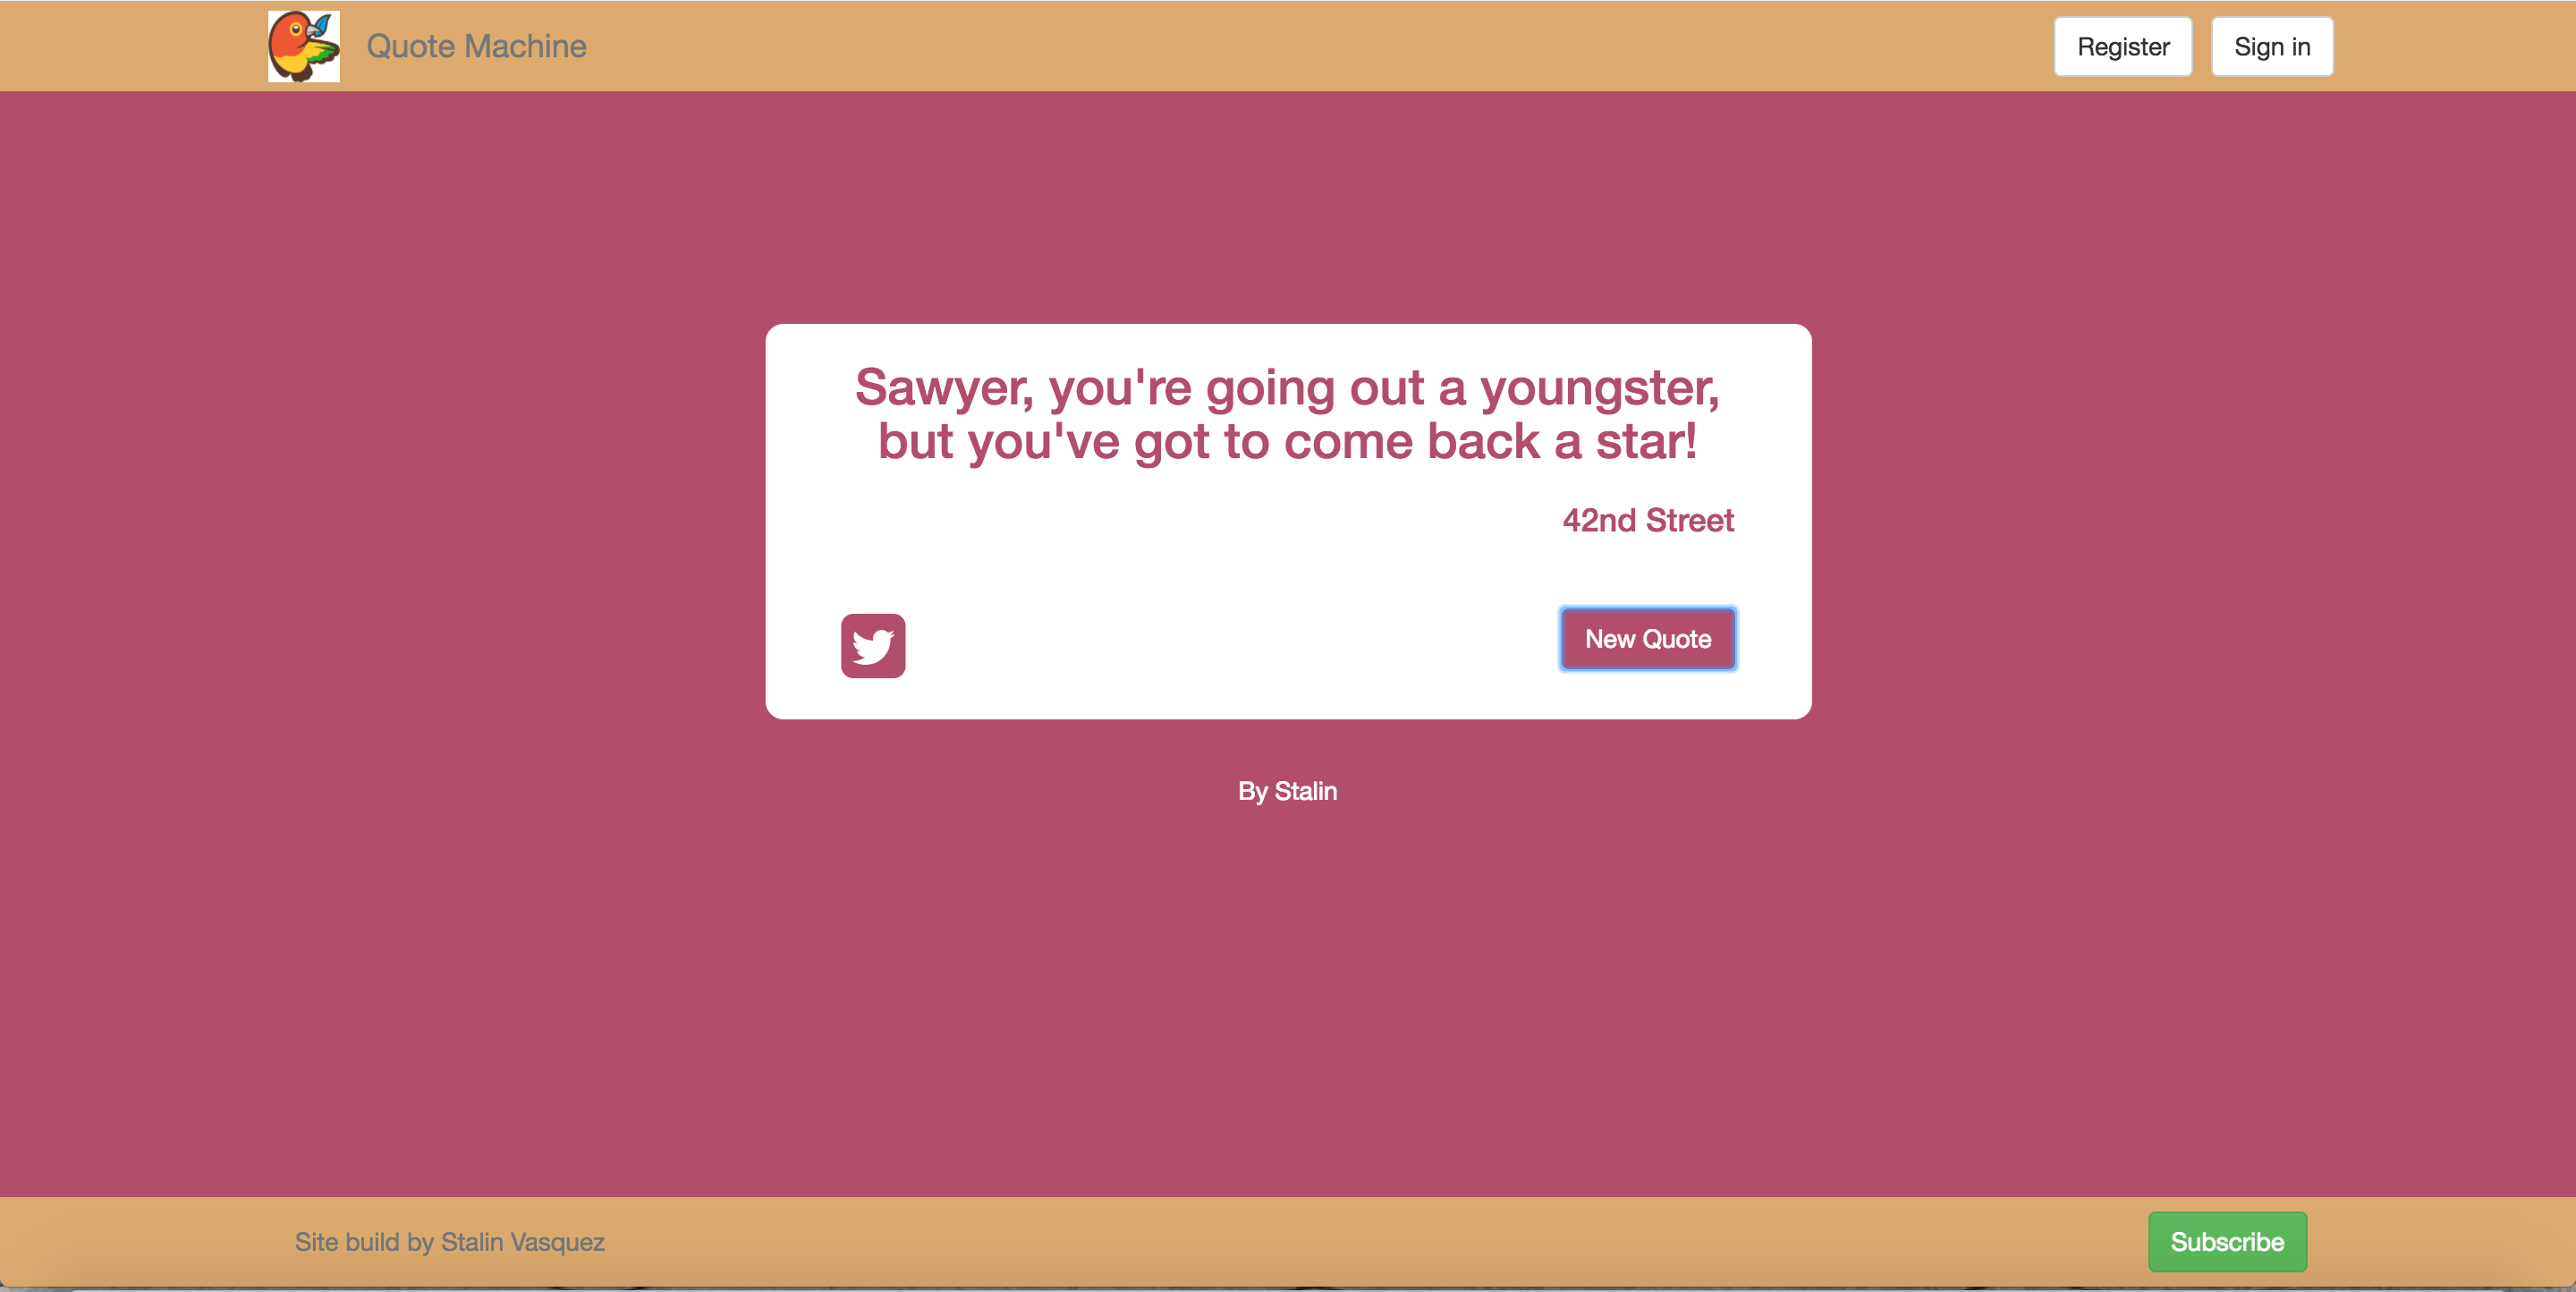 Quote Machine
Register
Sign in
Sawyer, you're going out a youngster,
but you've got to come back a star!
42nd Street
New Quote
By Stalin
Site build by Stalin Vasquez
Subscribe